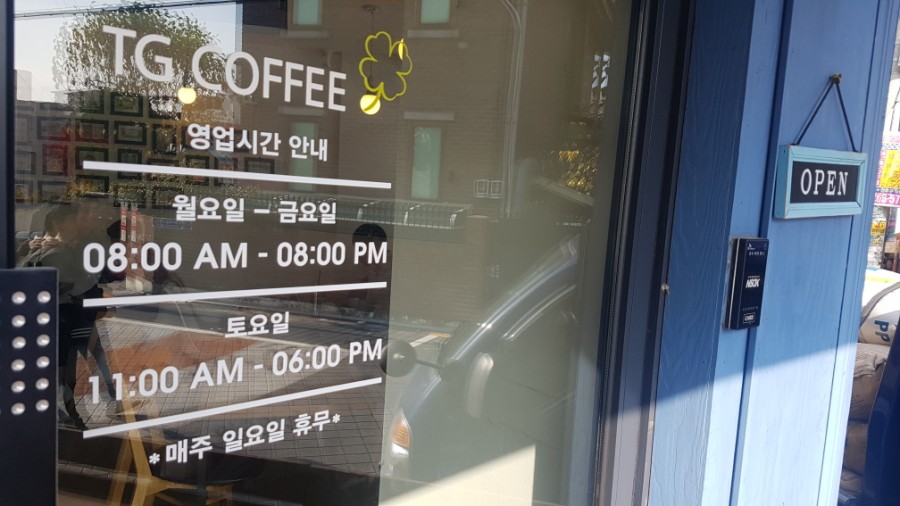 TG COFFEE
영업시간 안내
월요일 – 금요일
08:00 AM - 08:00 PM
토요일
11:00 AM - 06:00 PM
*매주 일요일 휴무*
OPEN